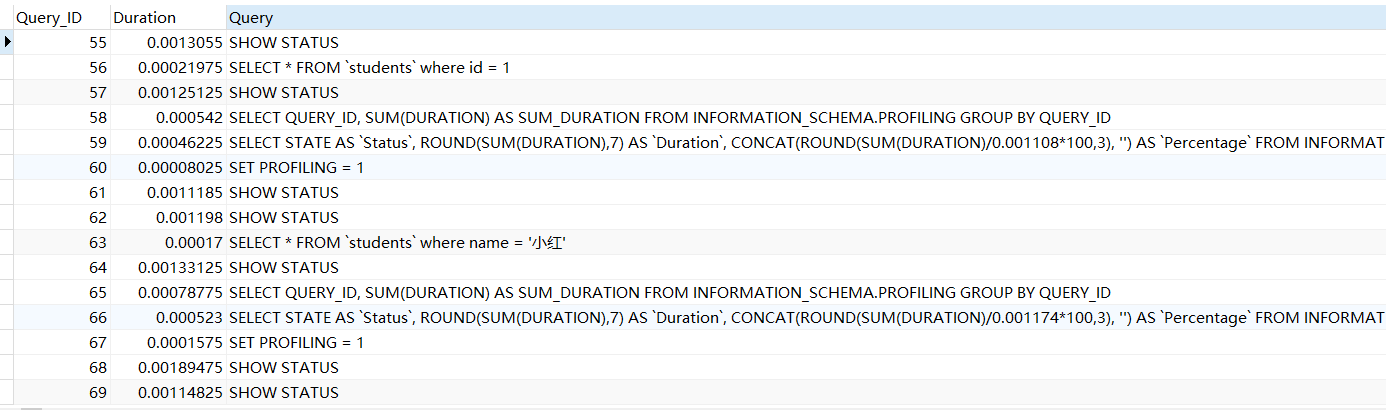 Query_ID Duration Query
55 0.0013055 SHOW STATUS
56 0.00021975 SELECT * FROM `students` where id = 1
57 0.00125125 SHOW STATUS
58 0.000542 SELECT QUERY_ID, SUM(DURATION) AS SUM_DURATION FROM INFORMATION_SCHEMA.PROFILING GROUP BY QUERY_ID
59 0.00046225 SELECT STATE AS `Status`, ROUND(SUM(DURATION),7) AS `Duration`, CONCAT(ROUND(SUM(DURATION)/0.001108*100,3), '') AS `Percentage` FROM INFORMAT
60 0.00008025 SET PROFILING = 1
61 0.0011185 SHOW STATUS
62 0.001198 SHOW STATUS
63 0.00017 SELECT * FROM `students` where name = '小红'
64 0.00133125 SHOW STATUS
65 0.00078775 SELECT QUERY_ID, SUM(DURATION) AS SUM_DURATION FROM INFORMATION_SCHEMA.PROFILING GROUP BY QUERY_ID
66 0.000523 SELECT STATE AS `Status`, ROUND(SUM(DURATION),7) AS `Duration`, CONCAT(ROUND(SUM(DURATION)/0.001174*100,3), '') AS `Percentage` FROM INFORMAT
67 0.0001575 SET PROFILING = 1
68 0.00189475 SHOW STATUS
69 0.00114825 SHOW STATUS